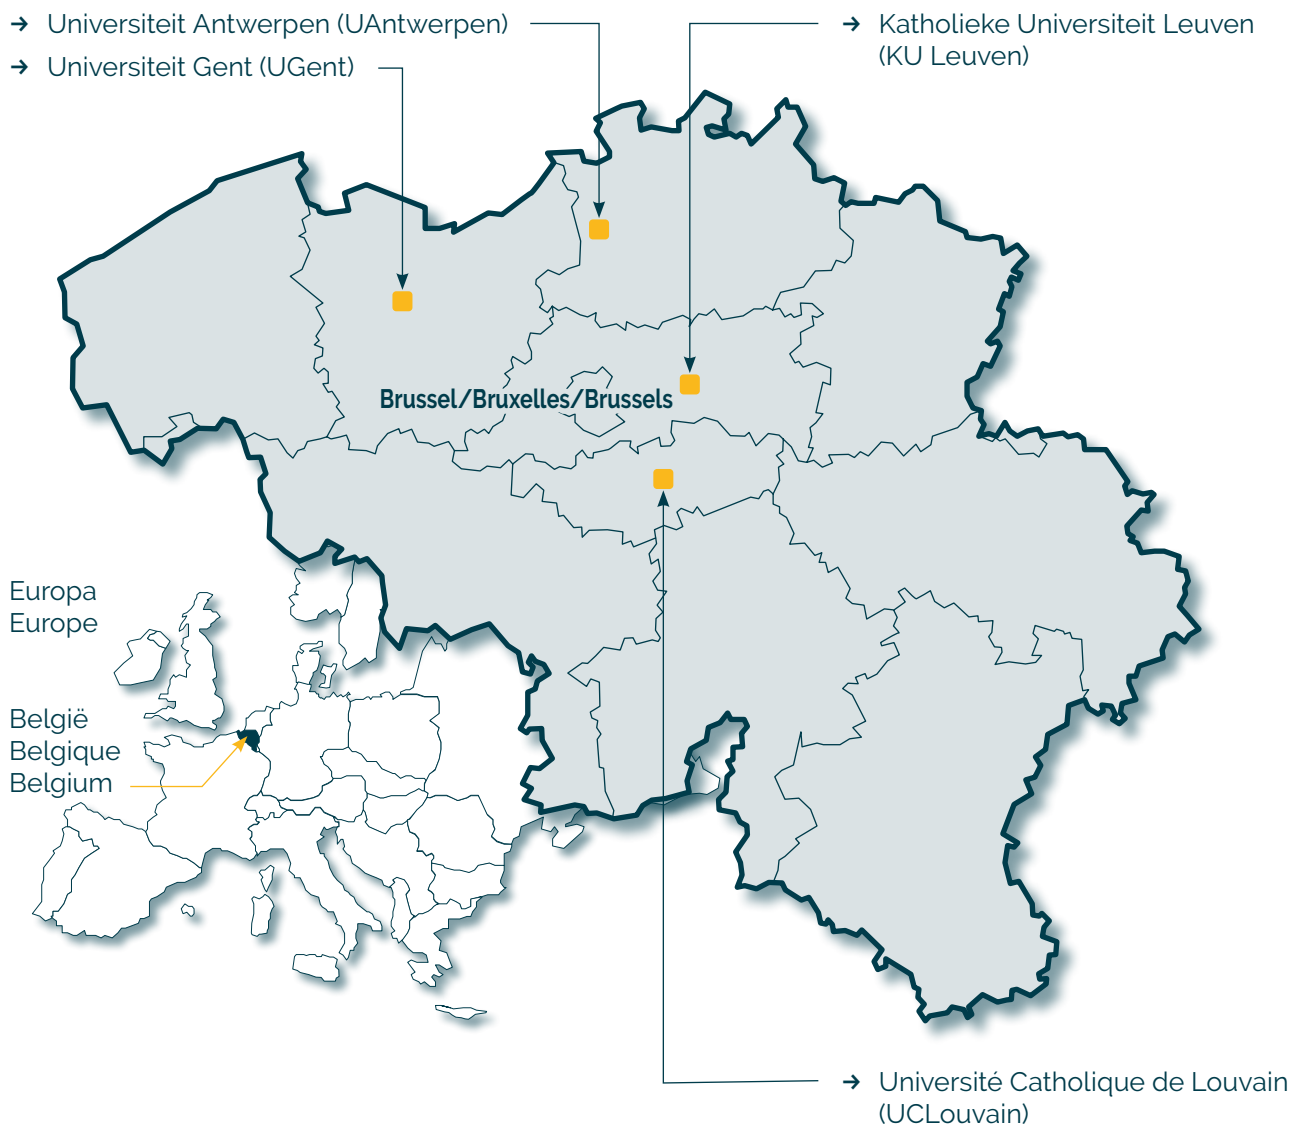 → Universiteit Antwerpen (UAntwerpen)
→ Universiteit Gent (UGent)
→ Katholieke Universiteit Leuven
(KU Leuven)
Brussel/Bruxelles/Brussels
Europa
Europe
België
Belgique
Belgium
→ Université Catholique de Louvain
(UCLouvain)